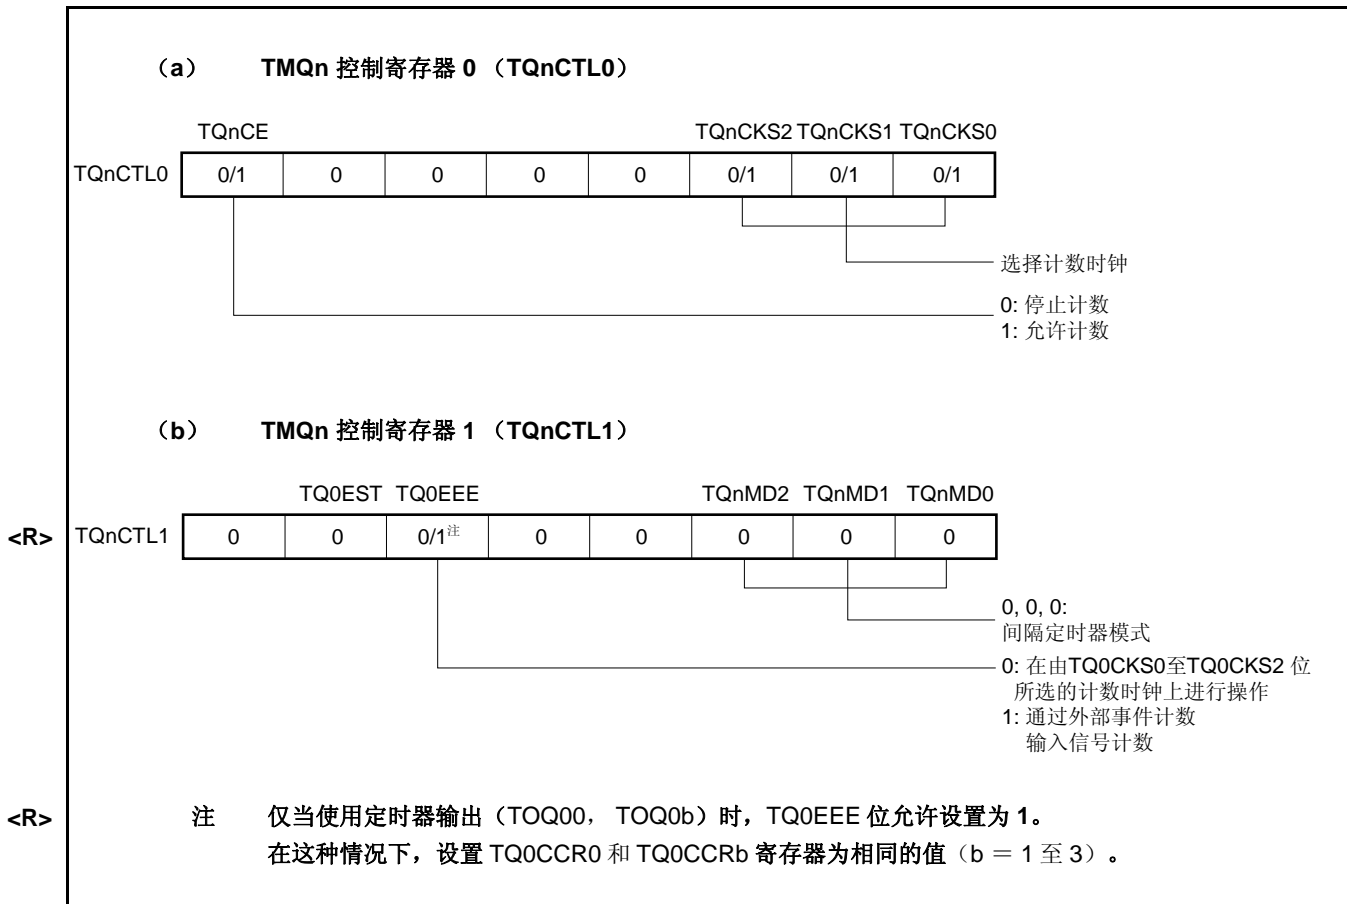 （a） TMQn 控制寄存器 0 （TQnCTL0）
TQnCE TQnCKS2 TQnCKS1 TQnCKS0
TQnCTL0 0/1 0 0 0 0 0/1 0/1 0/1
选择计数时钟
0: 停止计数
1: 允许计数
（b） TMQn 控制寄存器 1 （TQnCTL1）
TQ0EST TQ0EEE TQnMD2 TQnMD1 TQnMD0
<R> TQnCTL1 0 0 0/1注 0 0 0 0 0
0, 0, 0:
间隔定时器模式
0: 在由TQ0CKS0至TQ0CKS2 位
所选的计数时钟上进行操作
1: 通过外部事件计数
输入信号计数
<R> 注 仅当使用定时器输出（TOQ00， TOQ0b）时，TQ0EEE 位允许设置为 1。
在这种情况下，设置 TQ0CCR0 和 TQ0CCRb 寄存器为相同的值（b ＝ 1 至 3）。